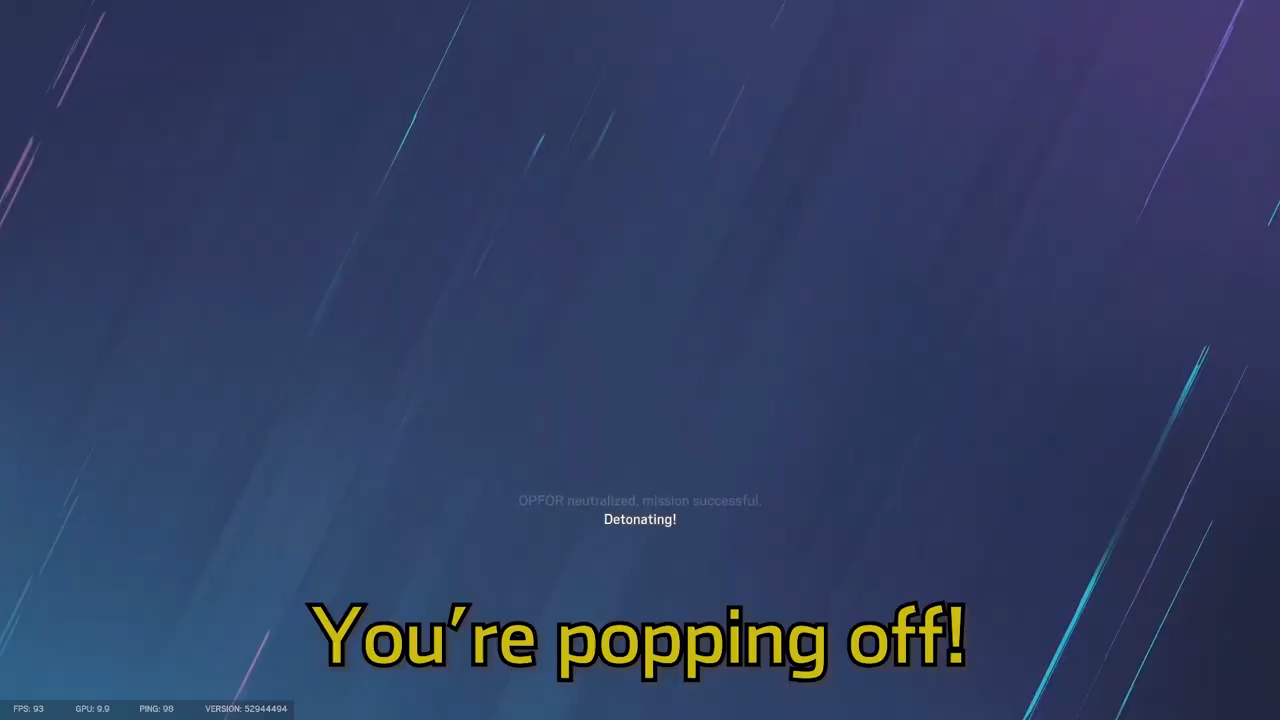 OPFOR neutralized, mission successful.
Detonating!
You’re popping off!
FPS: 93 GPU: 9.9 PING: 98 VERSION: 52944494